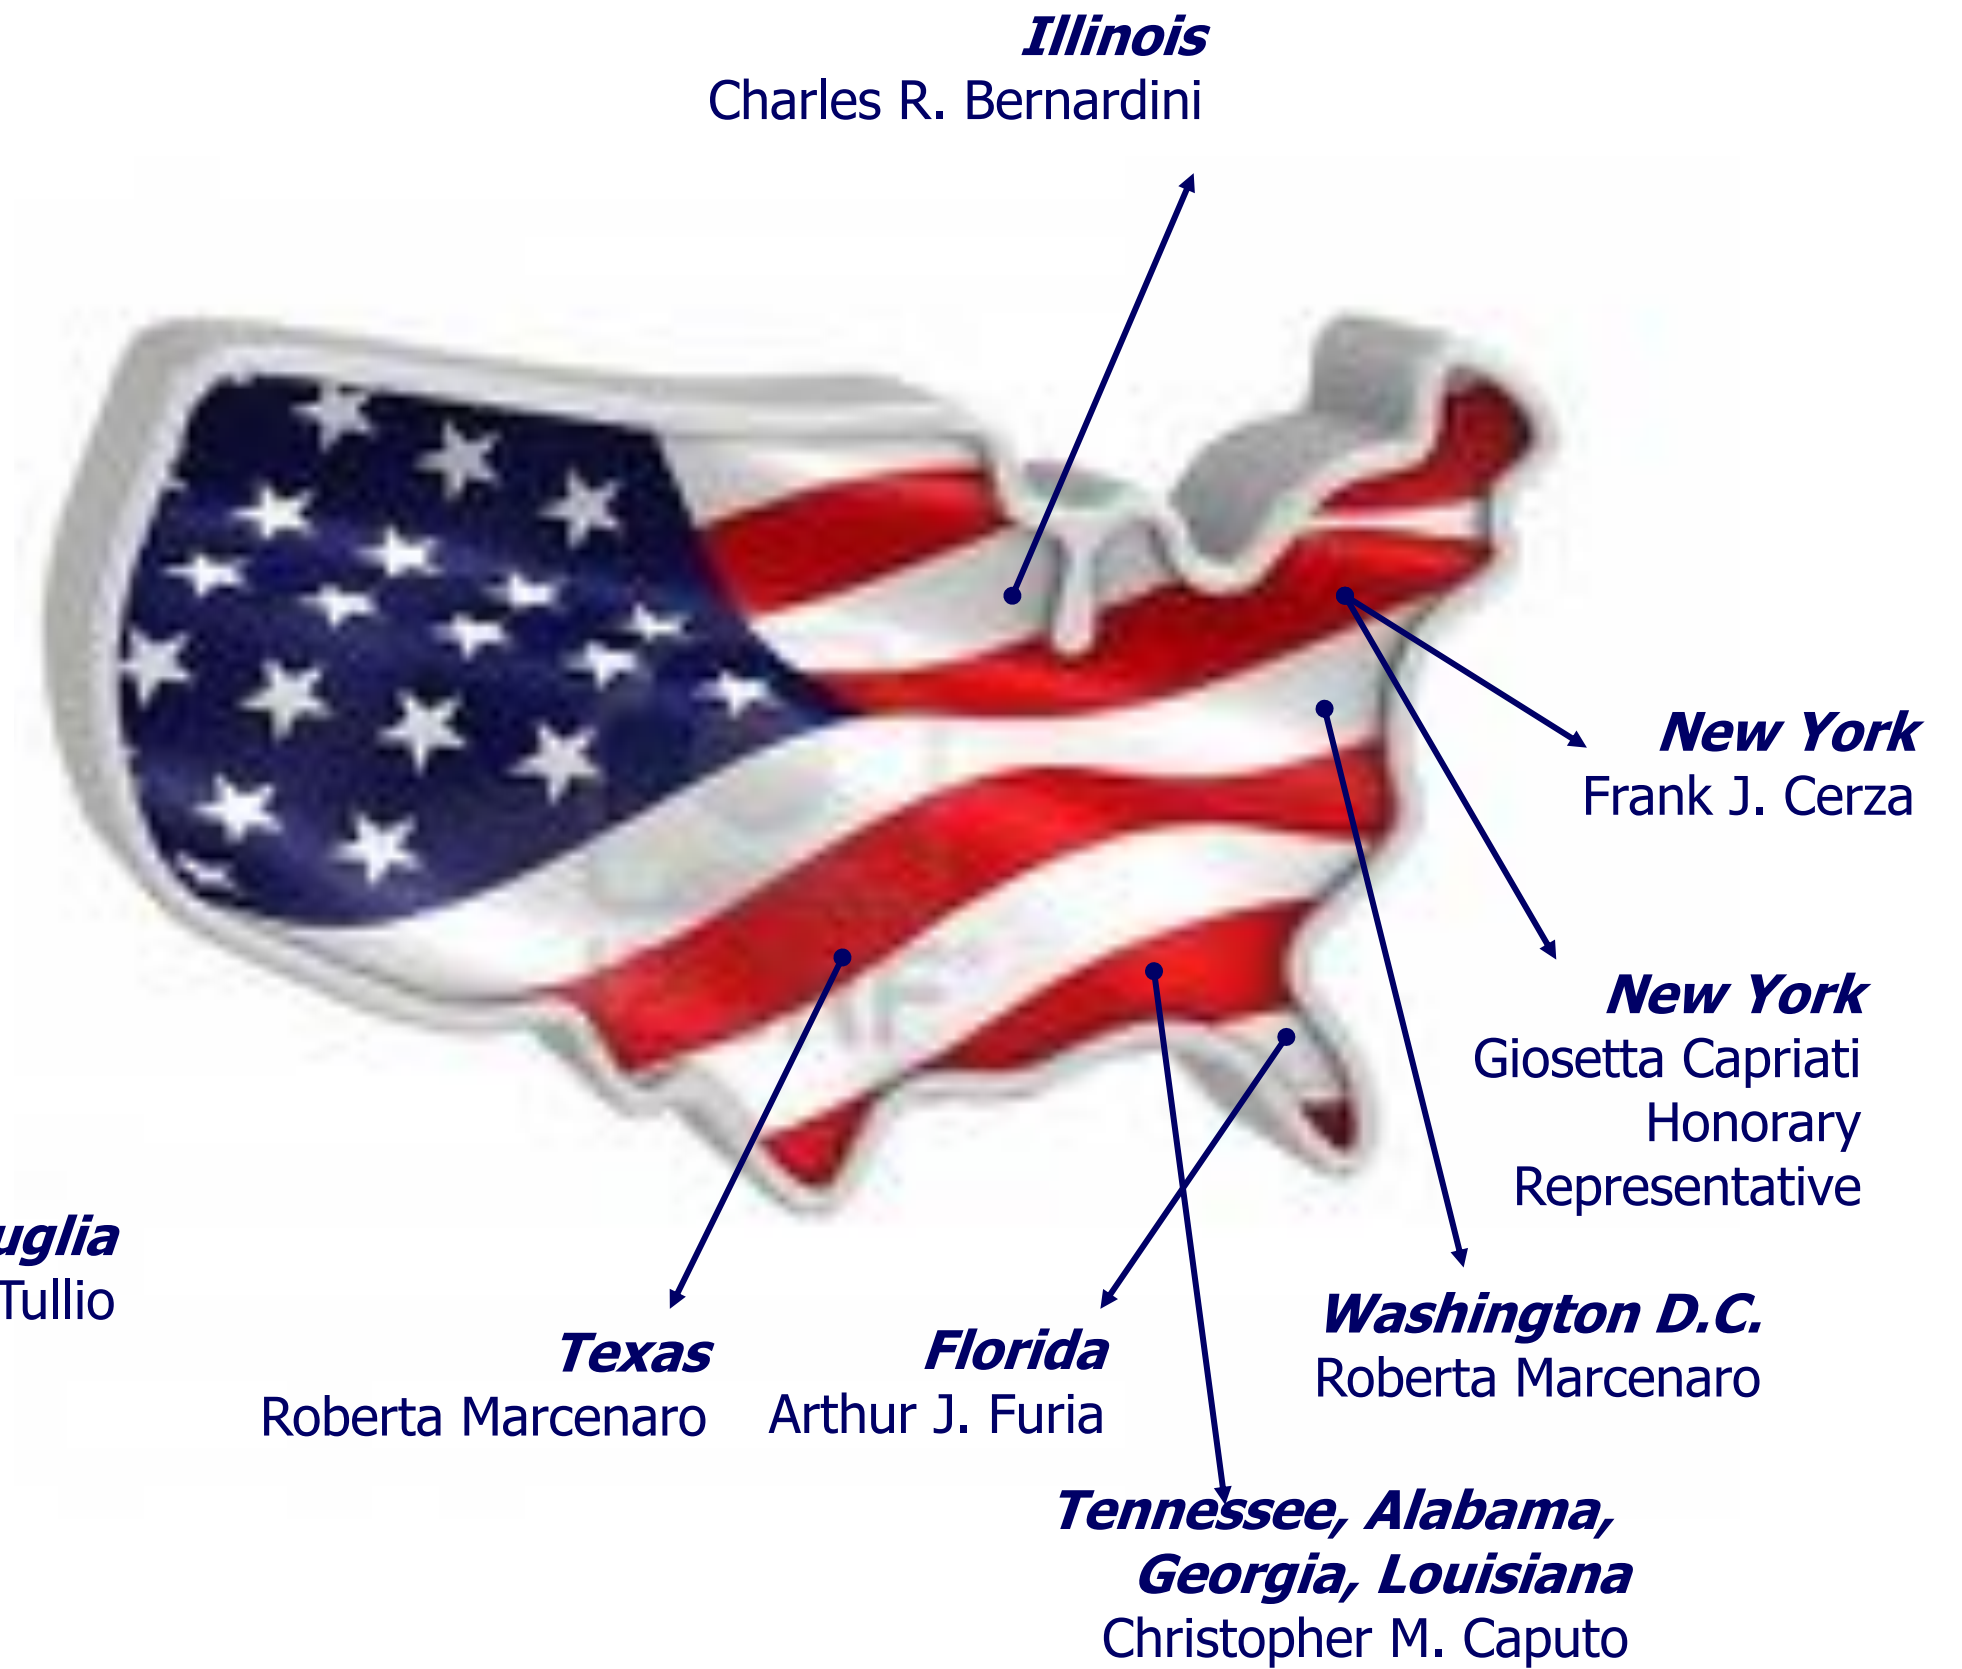 Illinois
Charles R. Bernardini
New York
Frank J. Cerza
New York
Giosetta Capriati
Honorary
Representative
Tullio
Texas
Roberta Marcenaro
Florida
Arthur J. Furia
Washington D.C.
Roberta Marcenaro
Tennessee, Alabama,
Georgia, Louisiana
Christopher M. Caputo